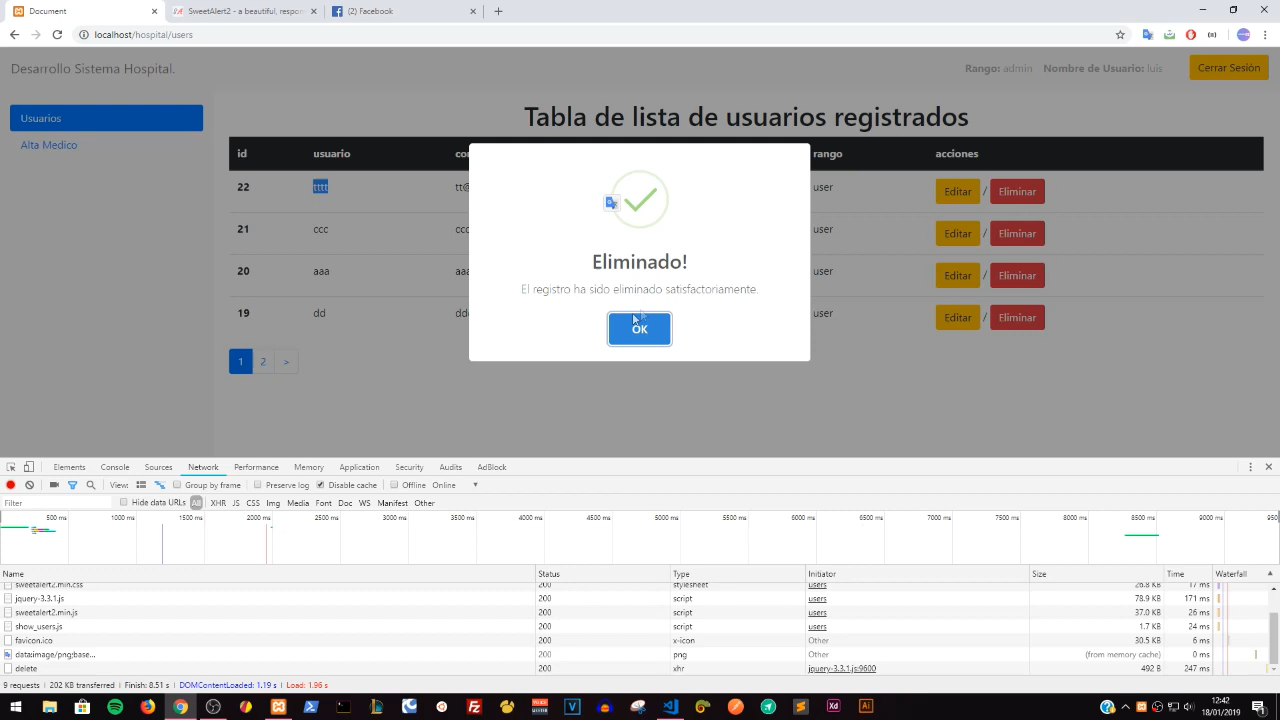 Document
SweetAlert2 - a beautiful, respon
(2) Facebook
localhost/hospital/users
Desarrollo Sistema Hospital.
Rango: admin Nombre de Usuario: luis
Cerrar Sesión
Usuarios
Alta Medico
Tabla de lista de usuarios registrados
id usuario co rango acciones
22 tttt tt@ user Editar / Eliminar
21 ccc ccc user Editar / Eliminar
20 aaa aaa user Editar / Eliminar
19 dd dd user Editar / Eliminar
1 2 >
Eliminado!
El registro ha sido eliminado satisfactoriamente.
OK
Elements Console Sources Network Performance Memory Application Security Audits AdBlock
View: Group by frame Preserve log Disable cache Offline Online
Filter Hide data URLs All XHR JS CSS Img Media Font Doc WS Manifest Other
500 ms 1000 ms 1500 ms 2000 ms 2500 ms 3000 ms 3500 ms 4000 ms 4500 ms 5000 ms 5500 ms 6000 ms 6500 ms 7000 ms 7500 ms 8000 ms 8500 ms 9000 ms 950
Name Status Type Initiator Size Time Waterfall
sweetalert2.min.css 200 stylesheet users 26.8 KB 17 ms
jquery-3.3.1.js 200 script users 78.9 KB 171 ms
sweetalert2.min.js 200 script users 37.0 KB 26 ms
show_users.js 200 script users 1.7 KB 24 ms
favicon.ico 200 x-icon Other 30.5 KB 6 ms
data:image/png;base... 200 png Other (from memory cache) 0 ms
delete 200 xhr jquery-3.3.1.js:9600 492 B 247 ms
9 requests 202 KB transferred Finish: 8.51 s DOMContentLoaded: 1.19 s Load: 1.96 s
12:42
18/01/2019